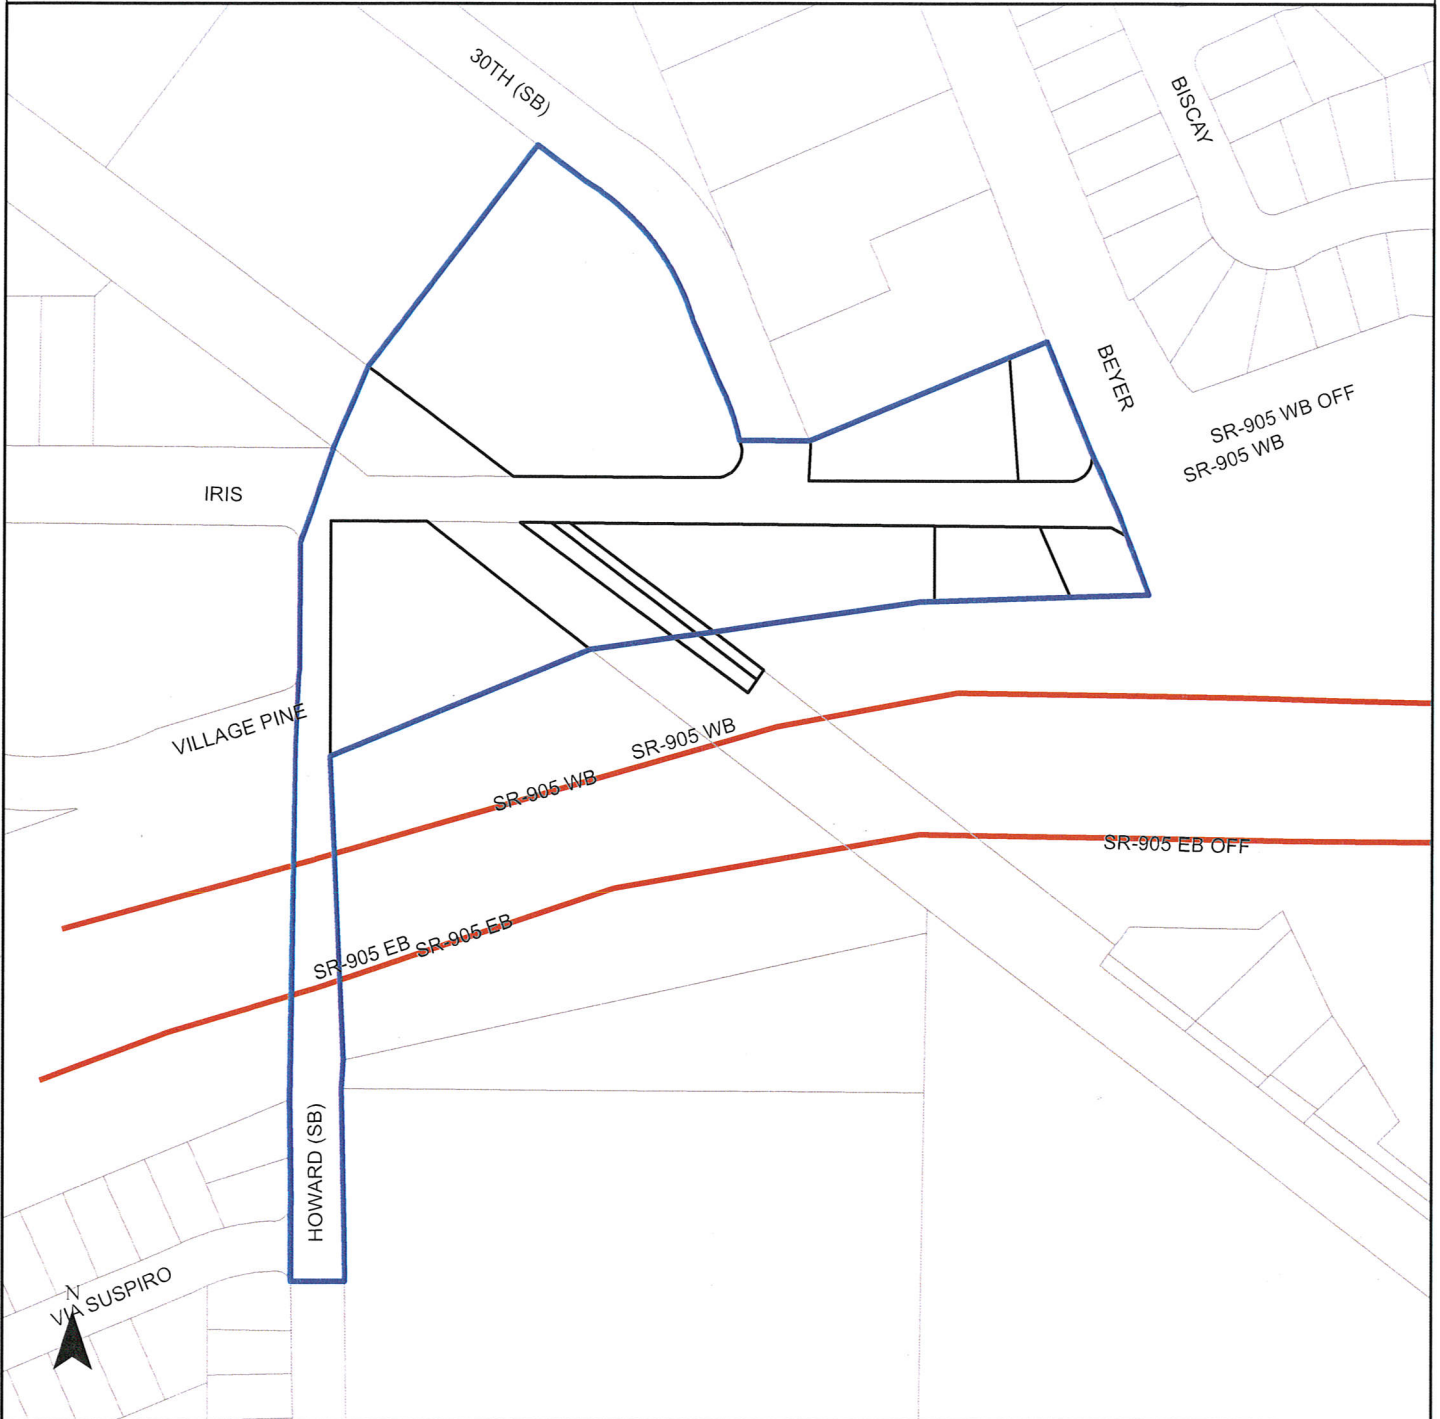 30TH (SB)
BISCAY
BEYER
SR-905 WB OFF
SR-905 WB
IRIS
VILLAGE PINE
SR-905 WB
SR-905 WB
SR-905 EB OFF
SR-905 EB
SR-905 EB
HOWARD (SB)
VIA SUSPIRO
N